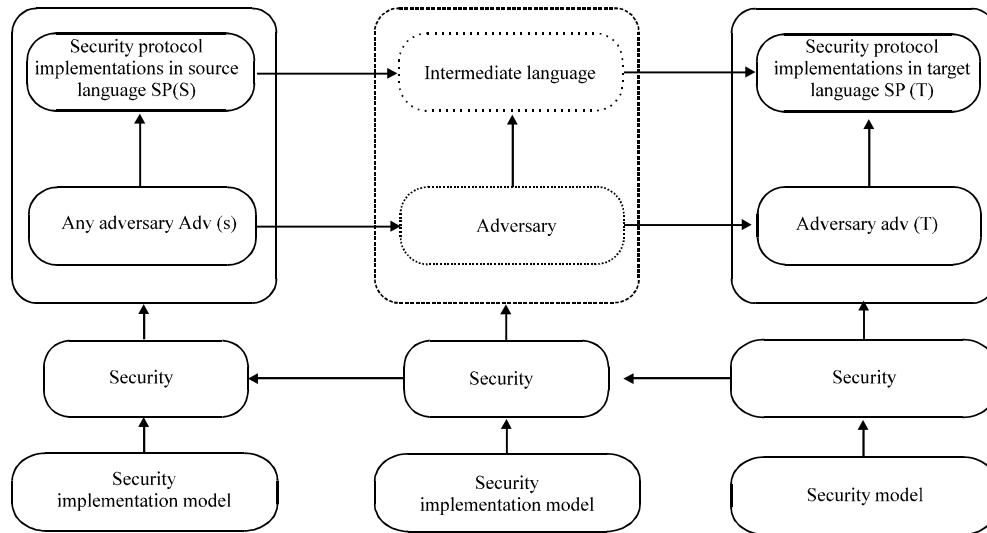 Security protocol
implementations in source
language SP(S)
Intermediate language
Security protocol
implementations in target
language SP (T)
Any adversary Adv (s)
Adversary
Adversary adv (T)
Security
Security
Security
Security
implementation model
Security
implementation model
Security model